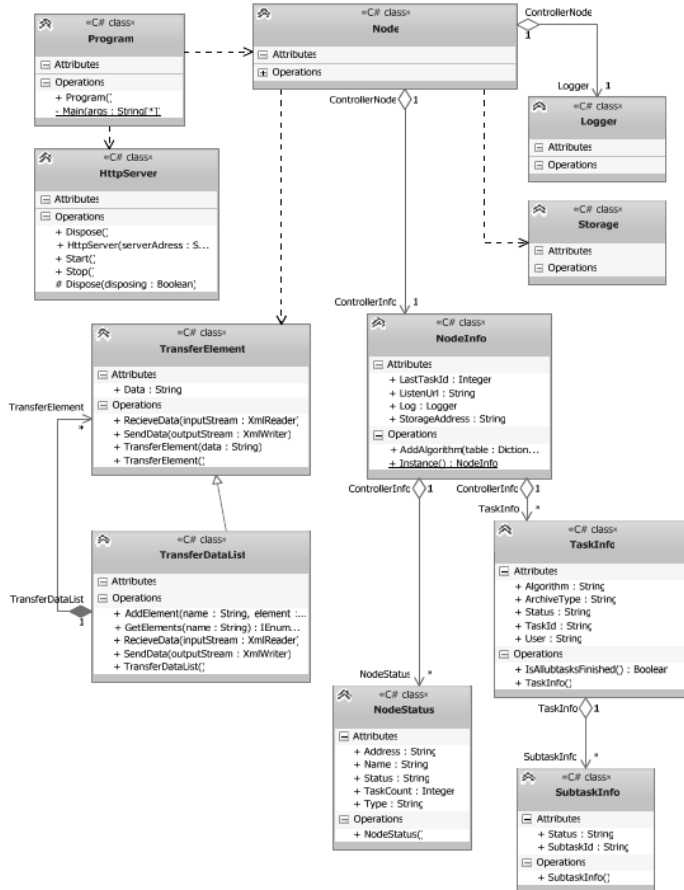 «C# class»
Program
Attributes
Operations
+ Program()
- Main(args : String[*])
«C# class»
Node
Attributes
Operations
ControllerNode
1
Logger
1
«C# class»
Logger
Attributes
Operations
«C# class»
HttpServer
Attributes
Operations
+ Dispose()
+ HttpServer(serverAdress : S...
+ Start()
+ Stop()
# Dispose(disposing : Boolean)
ControllerNode
1
«C# class»
Storage
Attributes
Operations
ControllerInfo
1
«C# class»
TransferElement
Attributes
+ Data : String
Operations
+ RecieveData(inputStream : XmlReader)
+ SendData(outputStream : XmlWriter)
+ TransferElement(data : String)
+ TransferElement()
TransferElement
*
«C# class»
NodeInfo
Attributes
+ LastTaskId : Integer
+ ListenUrl : String
+ Log : Logger
+ StorageAddress : String
Operations
+ AddAlgorithm(table : Diction...
+ Instance() : NodeInfo
ControllerInfo
1
ControllerInfo
1
TaskInfo
*
«C# class»
TransferDataList
Attributes
Operations
+ AddElement(name : String, element :...
+ GetElements(name : String) : IEnum...
+ RecieveData(inputStream : XmlReader)
+ SendData(outputStream : XmlWriter)
+ TransferDataList()
TransferDataList
1
«C# class»
TaskInfo
Attributes
+ Algorithm : String
+ ArchiveType : String
+ Status : String
+ TaskId : String
+ User : String
Operations
+ IsAllubtasksFinished() : Boolean
+ TaskInfo()
NodeStatus
*
«C# class»
NodeStatus
Attributes
+ Address : String
+ Name : String
+ Status : String
+ TaskCount : Integer
+ Type : String
Operations
+ NodeStatus()
TaskInfo
1
SubtaskInfo
*
«C# class»
SubtaskInfo
Attributes
+ Status : String
+ SubtaskId : String
Operations
+ SubtaskInfo()